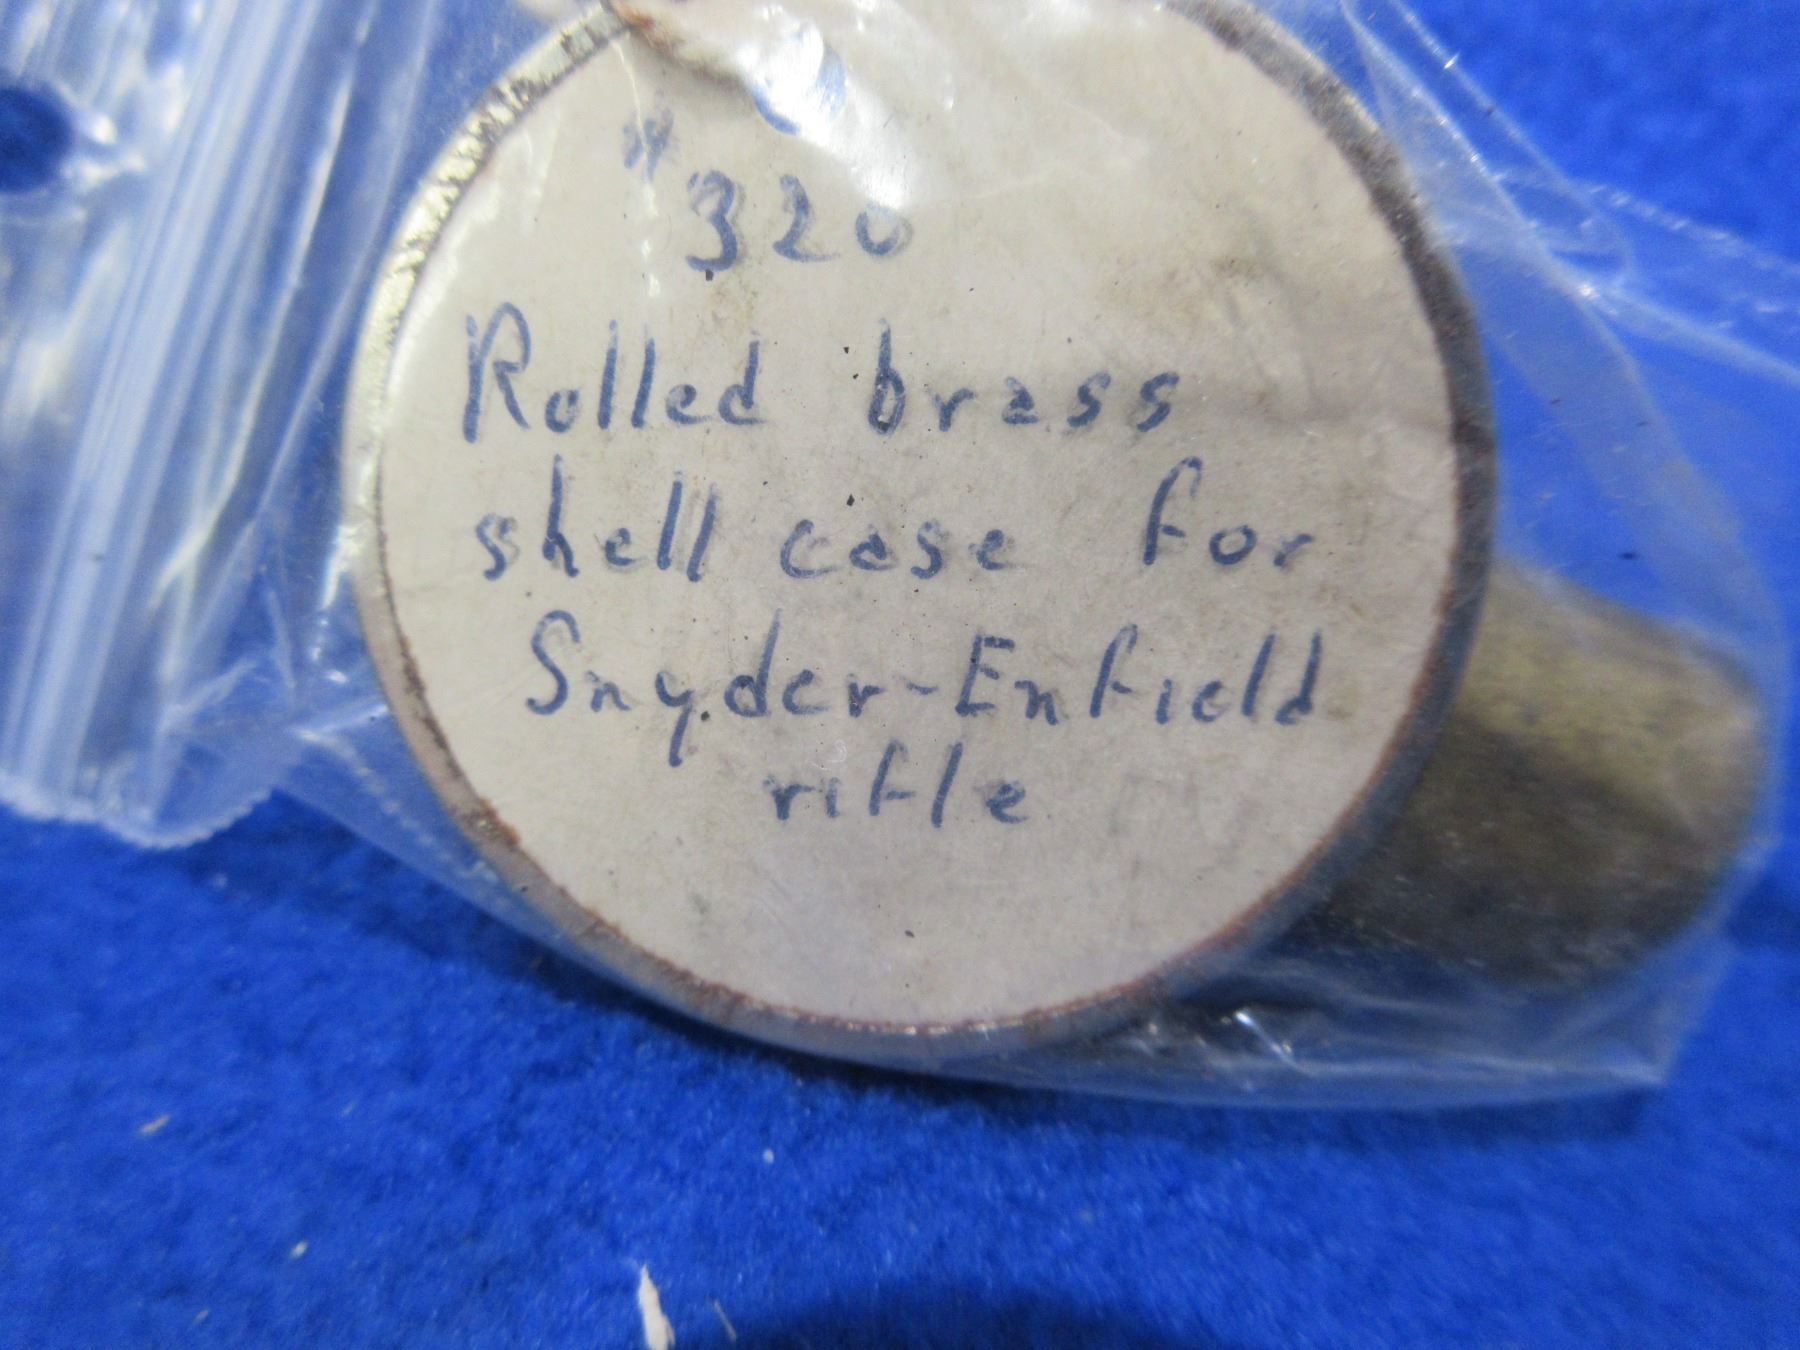 # 320
Rolled brass
shell case for
Snyder-Enfield
rifle